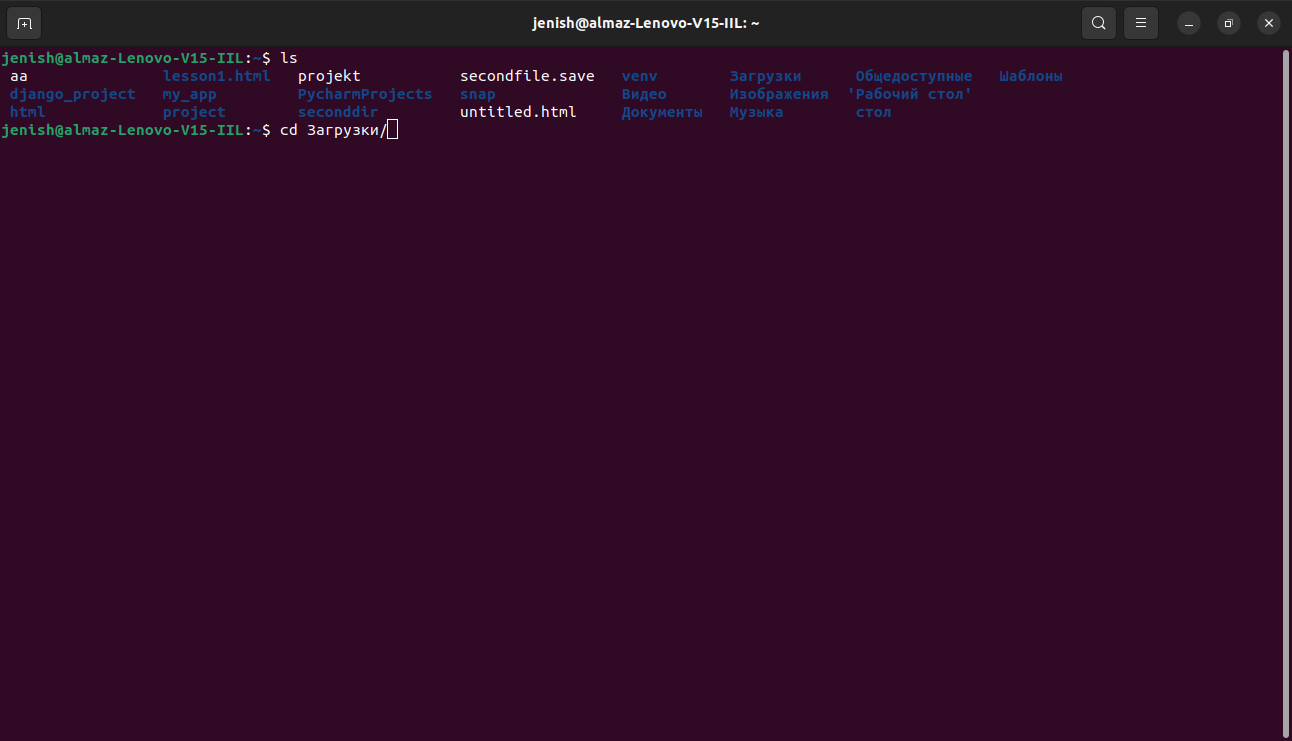 jenish@almaz-Lenovo-V15-IIL: ~
jenish@almaz-Lenovo-V15-IIL:~$ ls
aa lesson1.html projekt secondfile.save venv Загрузки Общедоступные Шаблоны
django_project my_app PycharmProjects snap Видео Изображения 'Рабочий стол'
html project seconddir untitled.html Документы Музыка стол
jenish@almaz-Lenovo-V15-IIL:~$ cd Загрузки/